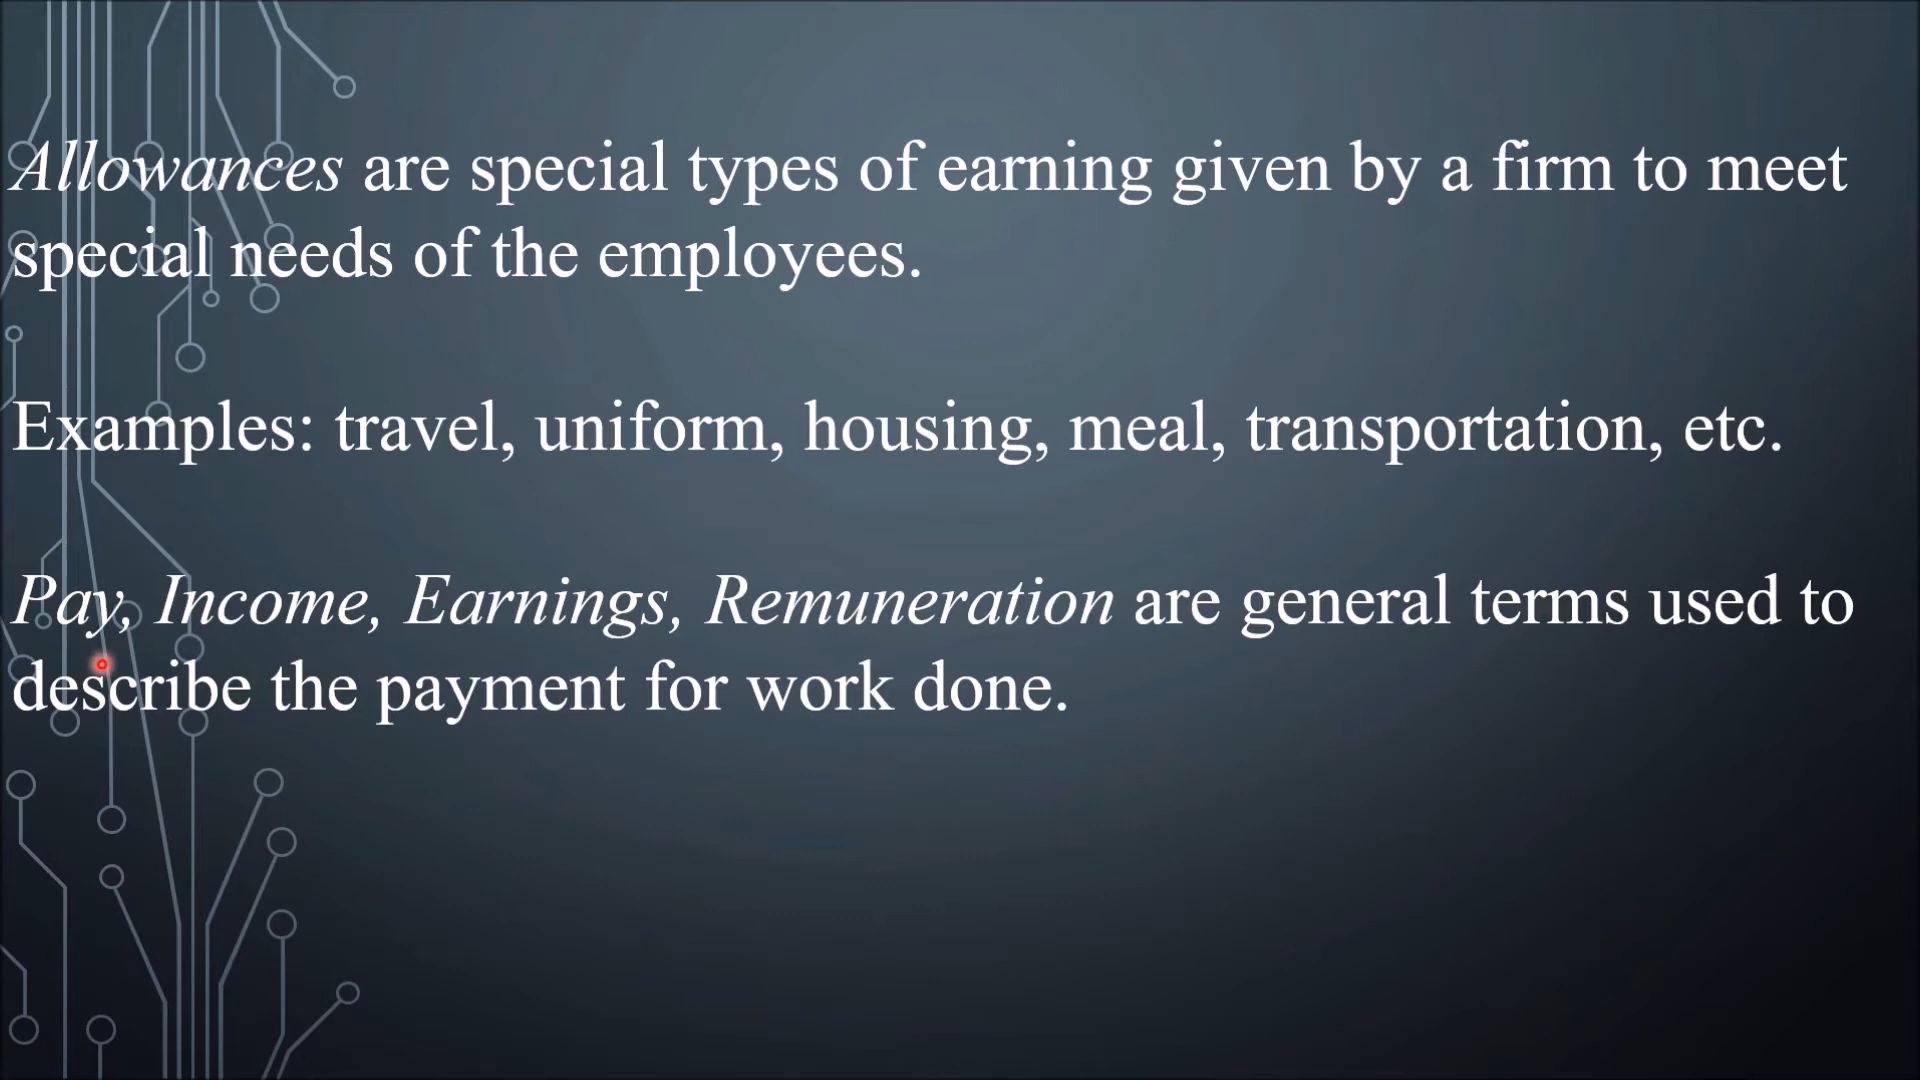 Allowances are special types of earning given by a firm to meet
special needs of the employees.
Examples: travel, uniform, housing, meal, transportation, etc.
Pay, Income, Earnings, Remuneration are general terms used to
describe the payment for work done.